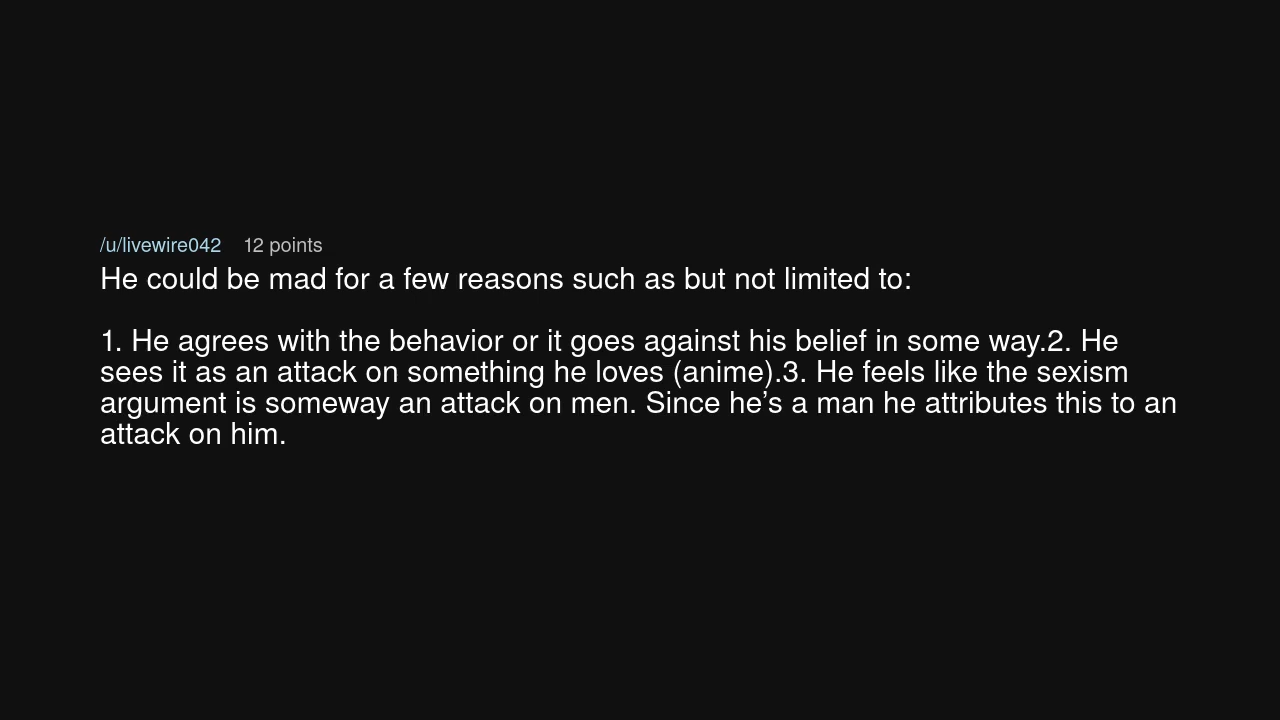 /u/livewire042 12 points
He could be mad for a few reasons such as but not limited to:
1. He agrees with the behavior or it goes against his belief in some way.2. He
sees it as an attack on something he loves (anime).3. He feels like the sexism
argument is someway an attack on men. Since he’s a man he attributes this to an
attack on him.